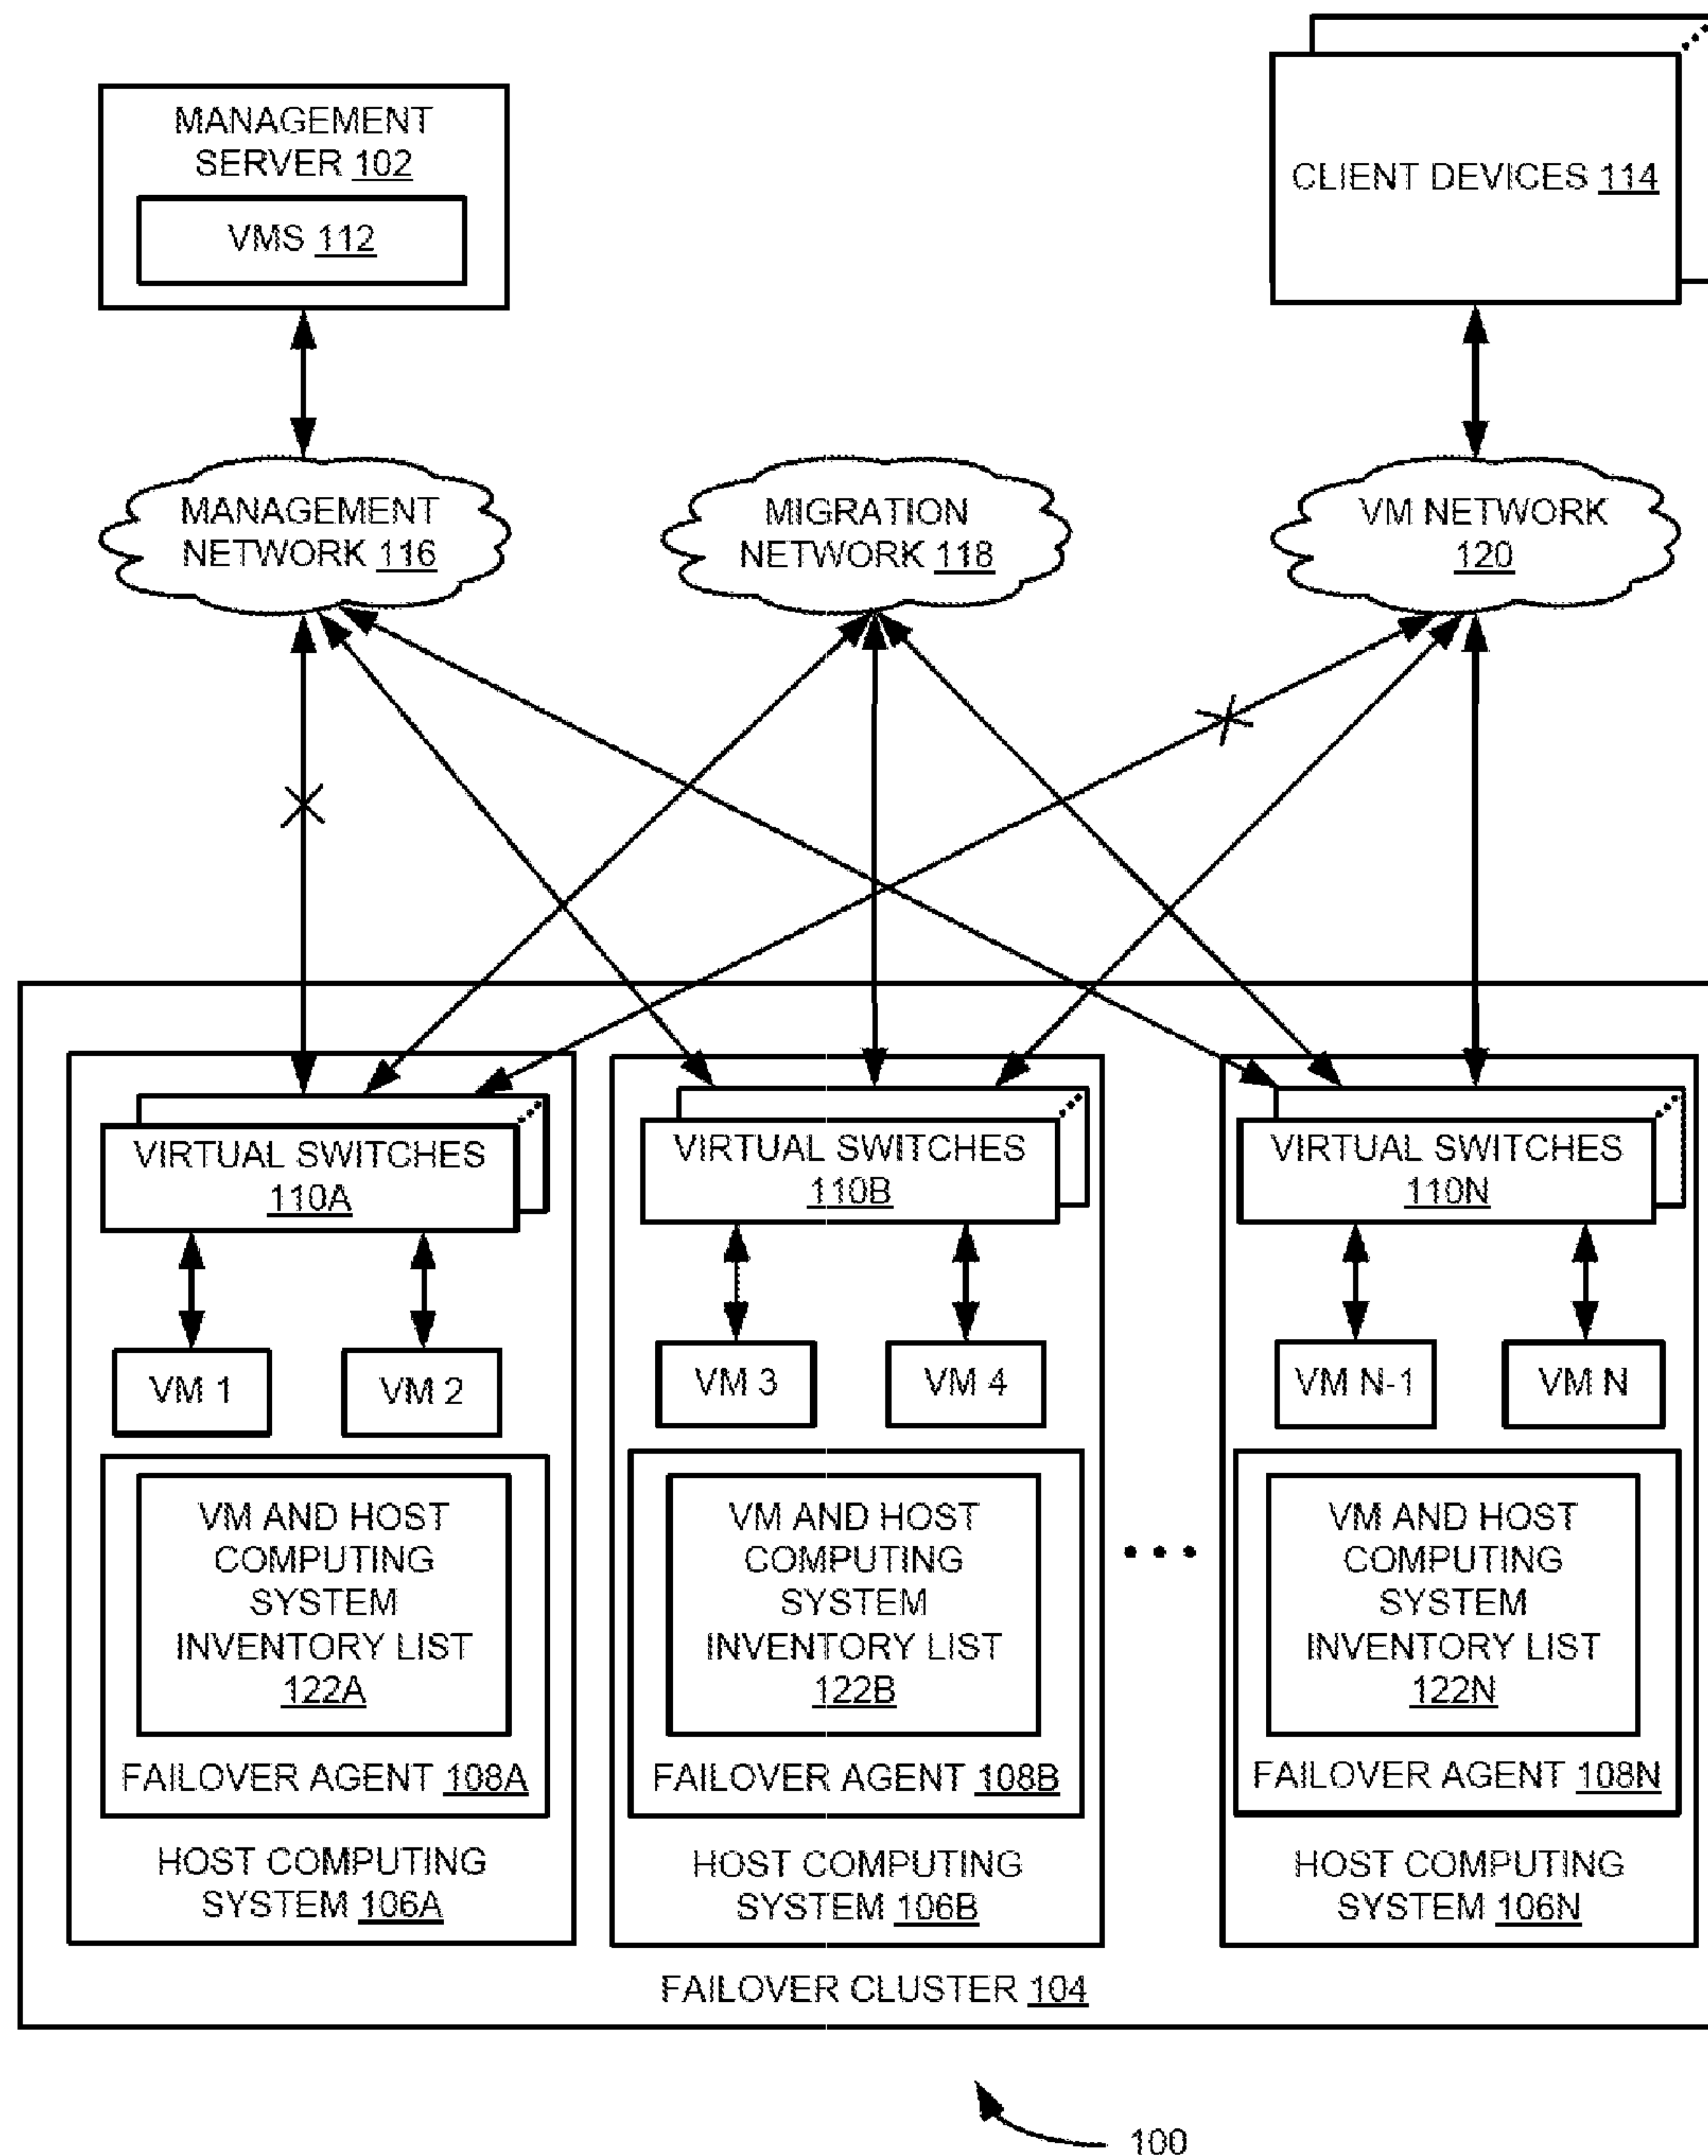 MANAGEMENT
SERVER 102
VMS 112
CLIENT DEVICES 114
MANAGEMENT
NETWORK 116
MIGRATION
NETWORK 118
VM NETWORK
120
VIRTUAL SWITCHES
110A
VM 1
VM 2
VM AND HOST
COMPUTING
SYSTEM
INVENTORY LIST
122A
FAILOVER AGENT 108A
HOST COMPUTING
SYSTEM 106A
VIRTUAL SWITCHES
110B
VM 3
VM 4
VM AND HOST
COMPUTING
SYSTEM
INVENTORY LIST
122B
FAILOVER AGENT 108B
HOST COMPUTING
SYSTEM 106B
VIRTUAL SWITCHES
110N
VM N-1
VM N
VM AND HOST
COMPUTING
SYSTEM
INVENTORY LIST
122N
FAILOVER AGENT 108N
HOST COMPUTING
SYSTEM 106N
FAILOVER CLUSTER 104
100